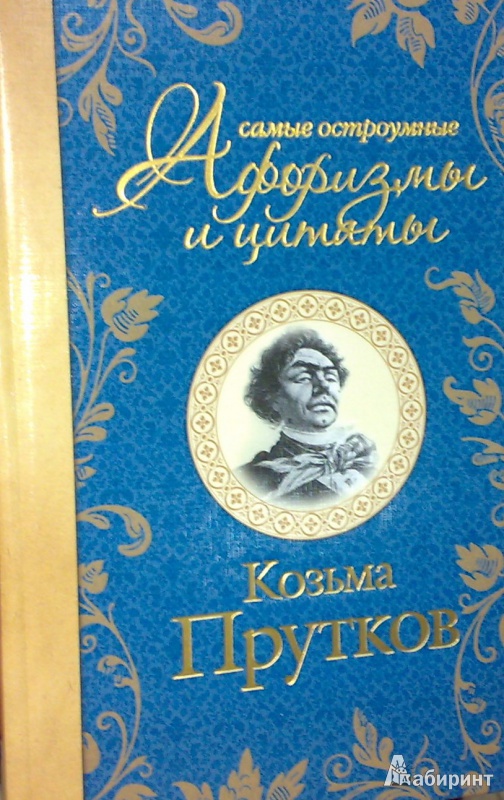 самые остроумные
Афоризмы
и цитаты
Козьма
Прутков
Лабиринт